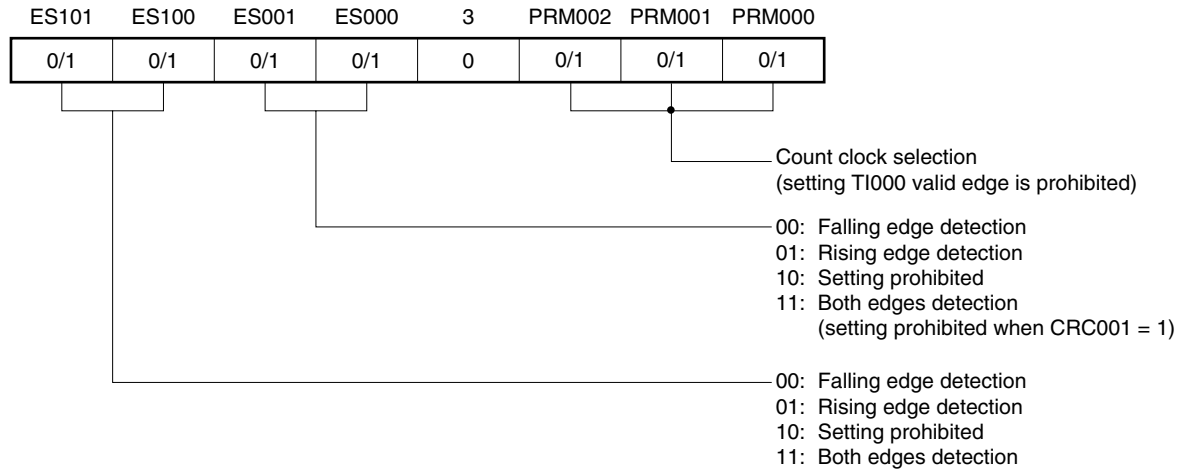 ES101 ES100 ES001 ES000 3 PRM002 PRM001 PRM000
0/1 0/1 0/1 0/1 0 0/1 0/1 0/1
Count clock selection
(setting TI000 valid edge is prohibited)
00: Falling edge detection
01: Rising edge detection
10: Setting prohibited
11: Both edges detection
(setting prohibited when CRC001 = 1)
00: Falling edge detection
01: Rising edge detection
10: Setting prohibited
11: Both edges detection